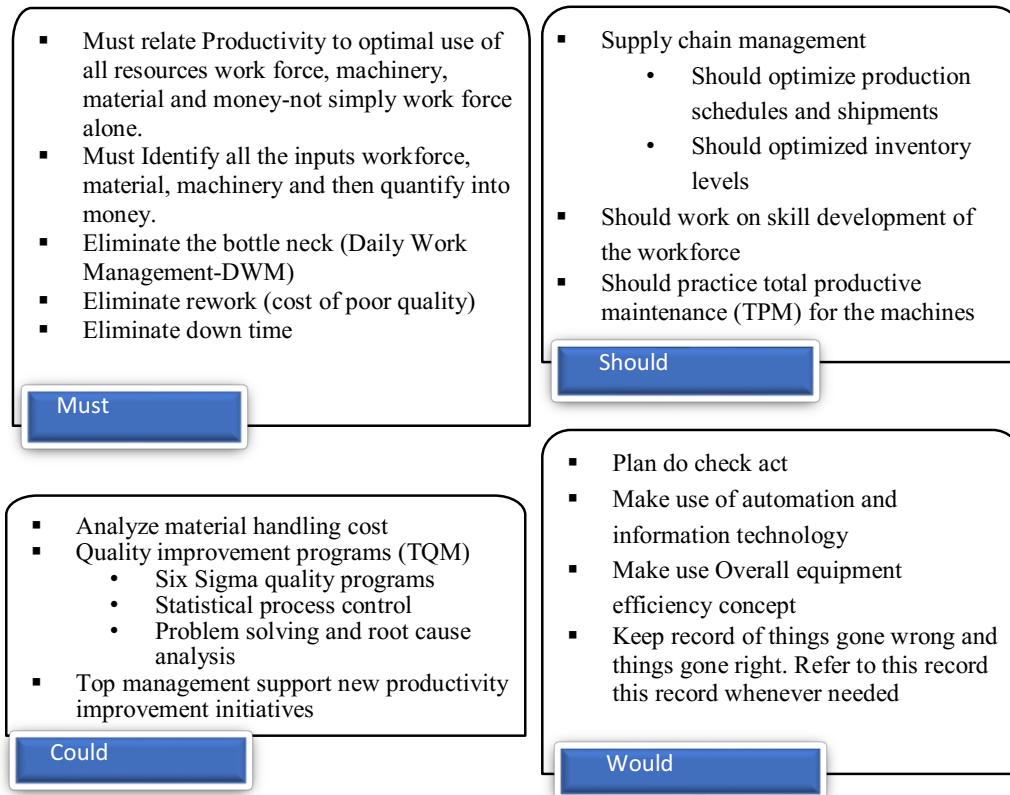 ▪ Must relate Productivity to optimal use of
all resources work force, machinery,
material and money-not simply work force
alone.
▪ Must Identify all the inputs workforce,
material, machinery and then quantify into
money.
▪ Eliminate the bottle neck (Daily Work
Management-DWM)
▪ Eliminate rework (cost of poor quality)
▪ Eliminate down time
Must
▪ Supply chain management
• Should optimize production
schedules and shipments
• Should optimized inventory
levels
▪ Should work on skill development of
the workforce
▪ Should practice total productive
maintenance (TPM) for the machines
Should
▪ Analyze material handling cost
▪ Quality improvement programs (TQM)
• Six Sigma quality programs
• Statistical process control
• Problem solving and root cause
analysis
▪ Top management support new productivity
improvement initiatives
Could
▪ Plan do check act
▪ Make use of automation and
information technology
▪ Make use Overall equipment
efficiency concept
▪ Keep record of things gone wrong and
things gone right. Refer to this record
this record whenever needed
Would